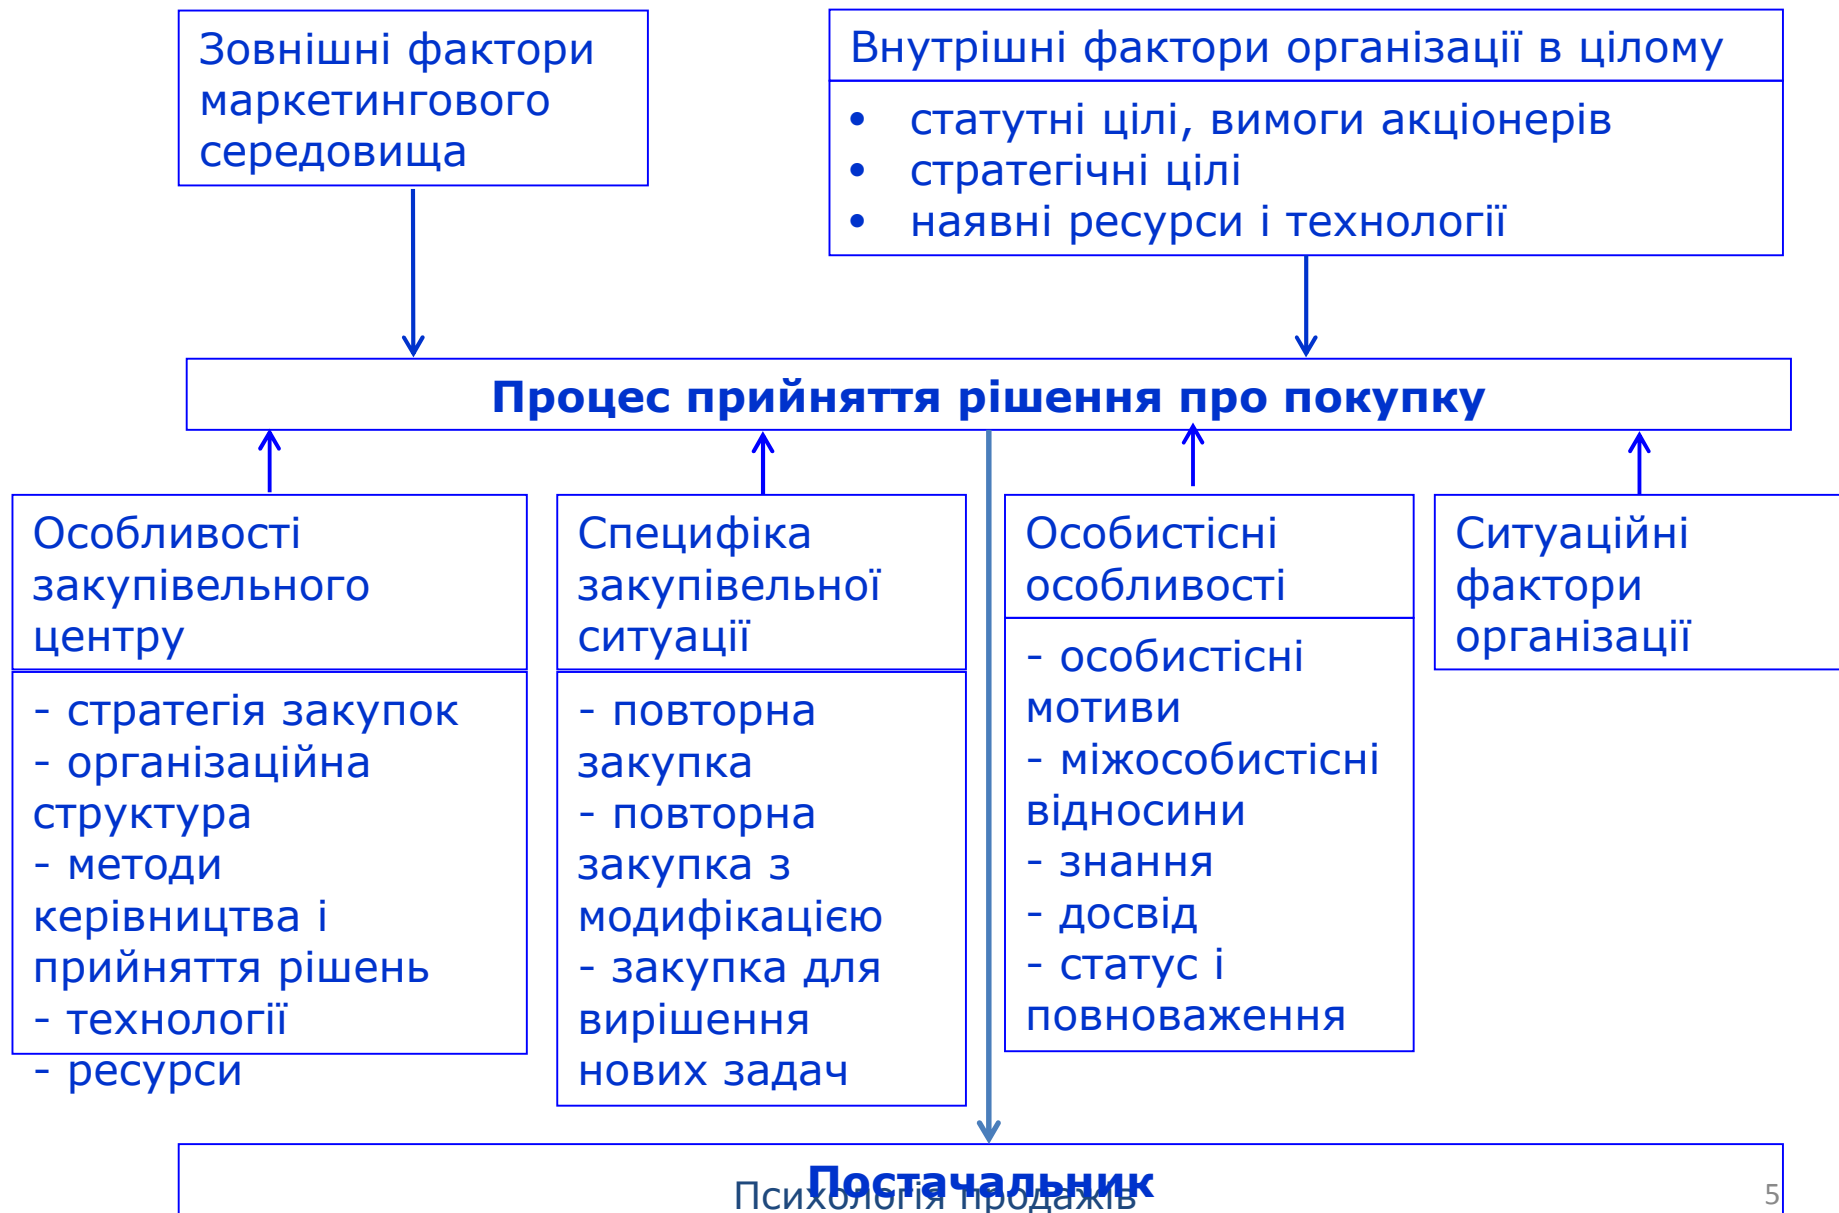 Зовнішні фактори
маркетингового
середовища
Внутрішні фактори організації в цілому
• статутні цілі, вимоги акціонерів
• стратегічні цілі
• наявні ресурси і технології
Процес прийняття рішення про покупку
Особливості
закупівельного
центру
- стратегія закупок
- організаційна
структура
- методи
керівництва і
прийняття рішень
- технології
- ресурси
Специфіка
закупівельної
ситуації
- повторна
закупка
- повторна
закупка з
модифікацією
- закупка для
вирішення
нових задач
Особистісні
особливості
- особистісні
мотиви
- міжособистісні
відносини
- знання
- досвід
- статус і
повноваження
Ситуаційні
фактори
організації
Постачальник
Психологія продажів
5